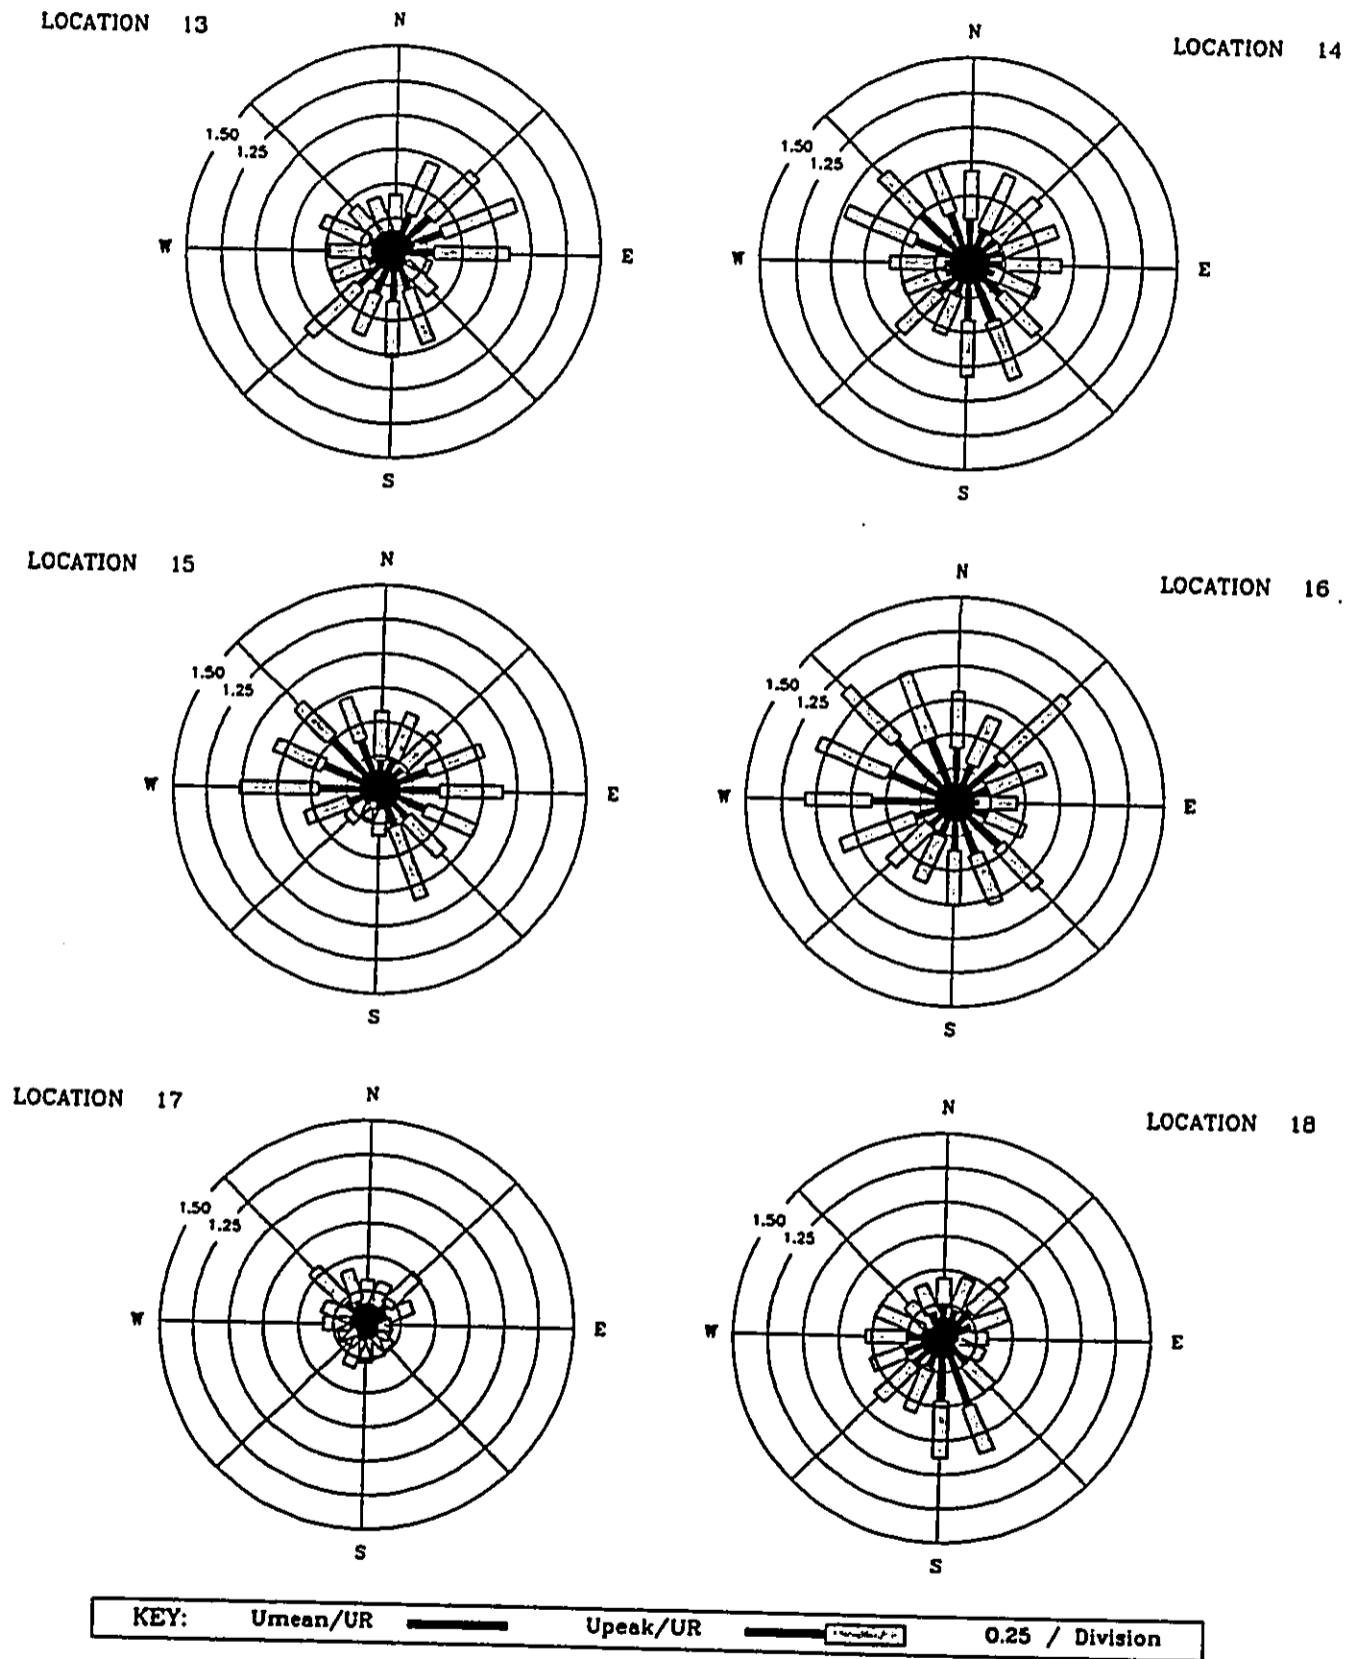 LOCATION 13
N
1.50
1.25
W
E
S
LOCATION 14
N
1.50
1.25
W
E
S
LOCATION 15
N
1.50
1.25
W
E
S
LOCATION 16
N
1.50
1.25
W
E
S
LOCATION 17
N
1.50
1.25
W
E
S
LOCATION 18
N
1.50
1.25
W
E
S
KEY: Umean/UR Upeak/UR 0.25 / Division